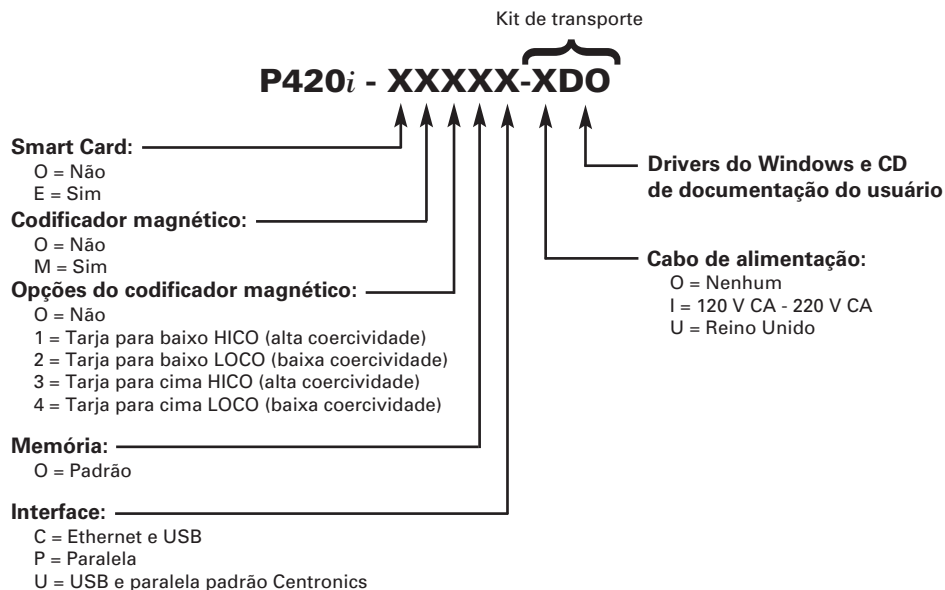 Kit de transporte
P420i - XXXXX-XDO
Smart Card:
O = Não
E = Sim
Codificador magnético:
O = Não
M = Sim
Opções do codificador magnético:
O = Não
1 = Tarja para baixo HICO (alta coercividade)
2 = Tarja para baixo LOCO (baixa coercividade)
3 = Tarja para cima HICO (alta coercividade)
4 = Tarja para cima LOCO (baixa coercividade)
Memória:
O = Padrão
Interface:
C = Ethernet e USB
P = Paralela
U = USB e paralela padrão Centronics
Drivers do Windows e CD
de documentação do usuário
Cabo de alimentação:
O = Nenhum
I = 120 V CA - 220 V CA
U = Reino Unido